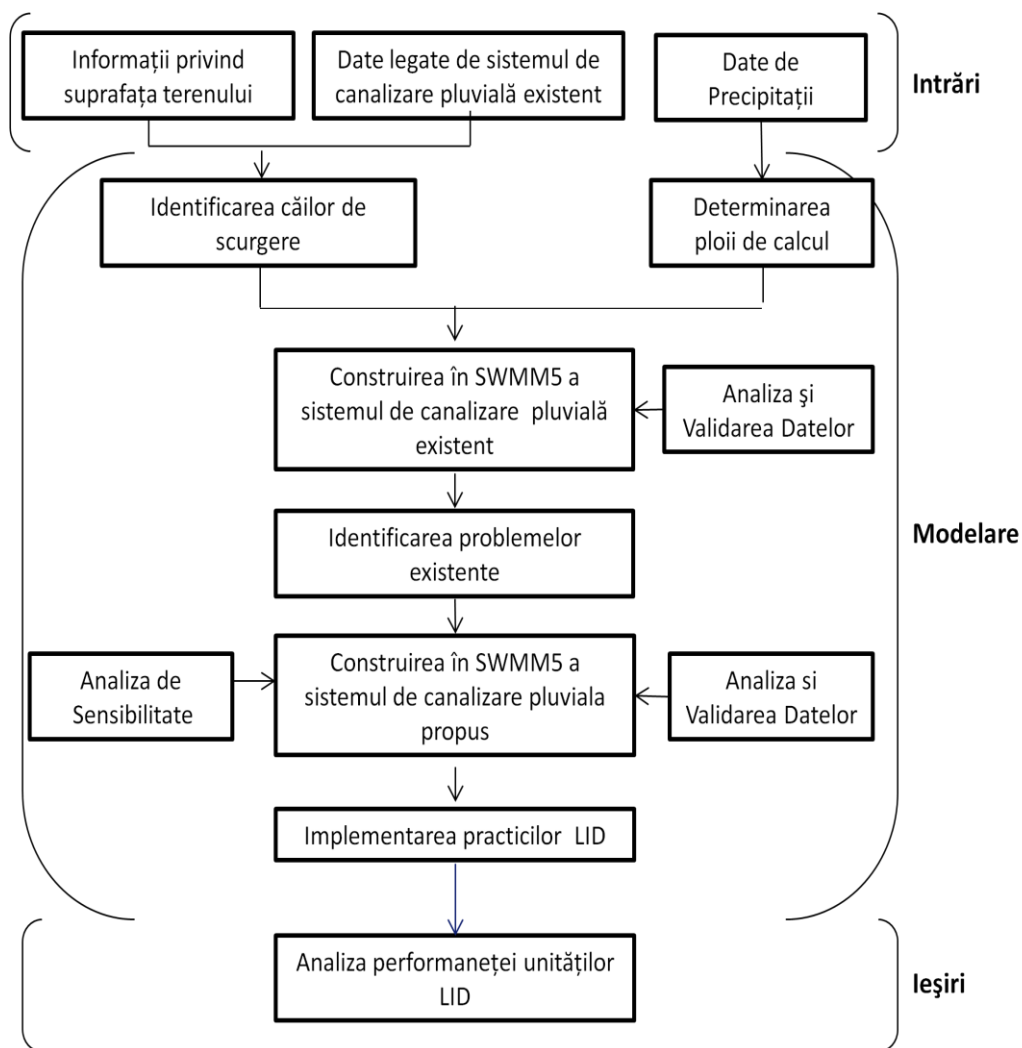 Informații privind
suprafața terenului
Date legate de sistemul de
canalizare pluvială existent
Date de
Precipitații
Intrări
Identificarea căilor de
scurgere
Determinarea
ploii de calcul
Construirea în SWMM5 a
sistemul de canalizare pluvială
existent
Analiza şi
Validarea Datelor
Identificarea problemelor
existente
Modelare
Analiza de
Sensibilitate
Construirea în SWMM5 a
sistemul de canalizare pluviala
propus
Analiza si
Validarea Datelor
Implementarea practicilor LID
Analiza performaneței unităților
LID
Ieşiri